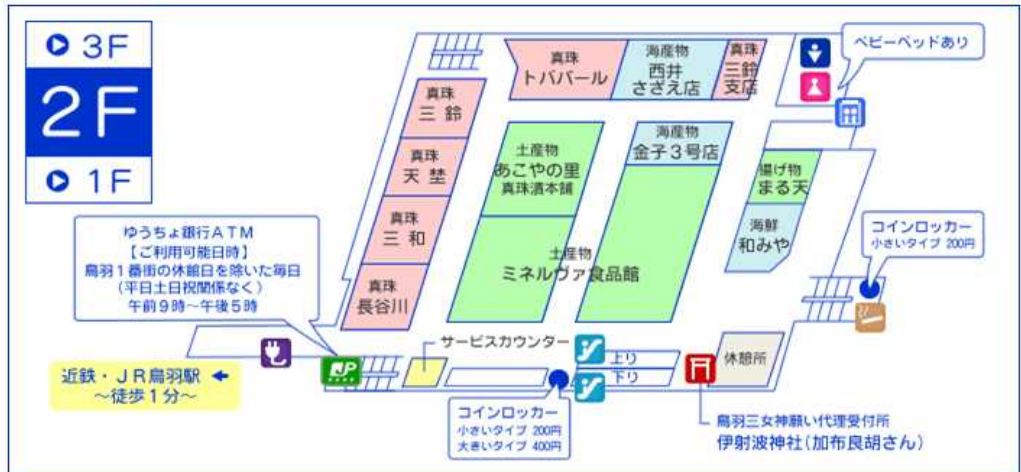 3F
2F
1F
真珠
トバパール
海産物
西井
さざえ店
真珠
三鈴
支店
ベビーベッドあり
真珠
三鈴
真珠
天埜
真珠
三和
真珠
長谷川
土産物
あこやの里
真珠漬本舗
海産物
金子3号店
土産物
ミネルヴァ食品館
揚げ物
まる天
海鮮
和みや
コインロッカー
小さいタイプ 200円
ゆうちょ銀行ATM
【ご利用可能日時】
鳥羽1番街の休館日を除いた毎日
(平日土日祝関係なく)
午前9時~午後5時
近鉄・JR鳥羽駅 ←
~徒歩1分~
JP
サービスカウンター
上り
下り
休憩所
コインロッカー
小さいタイプ 200円
大きいタイプ 400円
鳥羽三女神願い代理受付所
伊射波神社(加布良胡さん)